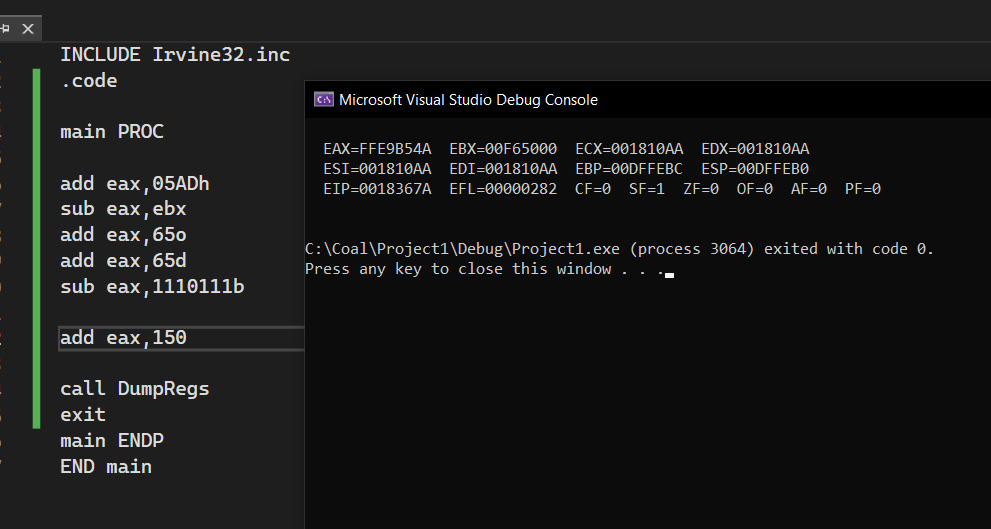 INCLUDE Irvine32.inc
.code
main PROC
add eax,05ADh
sub eax,ebx
add eax,65o
add eax,65d
sub eax,1110111b
add eax,150
call DumpRegs
exit
main ENDP
END main
Microsoft Visual Studio Debug Console
EAX=FFE9B54A EBX=00F65000 ECX=001810AA EDX=001810AA
ESI=001810AA EDI=001810AA EBP=00DFFEBC ESP=00DFFEB0
EIP=0018367A EFL=00000282 CF=0 SF=1 ZF=0 OF=0 AF=0 PF=0
C:\Coal\Project1\Debug\Project1.exe (process 3064) exited with code 0.
Press any key to close this window . . .